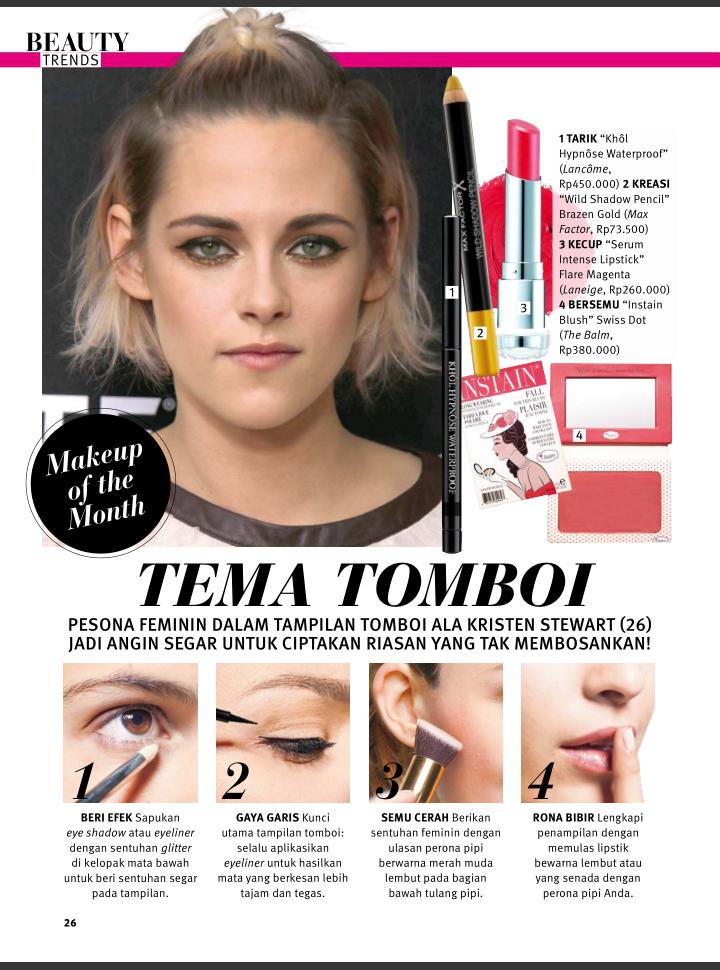 BEAUTY
TRENDS
1 TARIK “Khôl
Hypnôse Waterproof”
(Lancôme,
Rp450.000) 2 KREASI
“Wild Shadow Pencil”
Brazen Gold (Max
Factor, Rp73.500)
3 KECUP “Serum
Intense Lipstick”
Flare Magenta
(Laneige, Rp260.000)
4 BERSEMU “Instain
Blush” Swiss Dot
(The Balm,
Rp380.000)
MAX FACTOR X WILD SHADOW PENCIL
KHOL HYPNOSE WATERPROOF
1
2
3
4
INSTAIN
FALL
PLAISIR
Makeup
of the
Month
TEMA TOMBOI
PESONA FEMININ DALAM TAMPILAN TOMBOI ALA KRISTEN STEWART (26)
JADI ANGIN SEGAR UNTUK CIPTAKAN RIASAN YANG TAK MEMBOSANKAN!
1
BERI EFEK Sapukan
eye shadow atau eyeliner
dengan sentuhan glitter
di kelopak mata bawah
untuk beri sentuhan segar
pada tampilan.
2
GAYA GARIS Kunci
utama tampilan tomboi:
selalu aplikasikan
eyeliner untuk hasilkan
mata yang berkesan lebih
tajam dan tegas.
3
SEMU CERAH Berikan
sentuhan feminin dengan
ulasan perona pipi
berwarna merah muda
lembut pada bagian
bawah tulang pipi.
4
RONA BIBIR Lengkapi
penampilan dengan
memulas lipstik
bewarna lembut atau
yang senada dengan
perona pipi Anda.
26